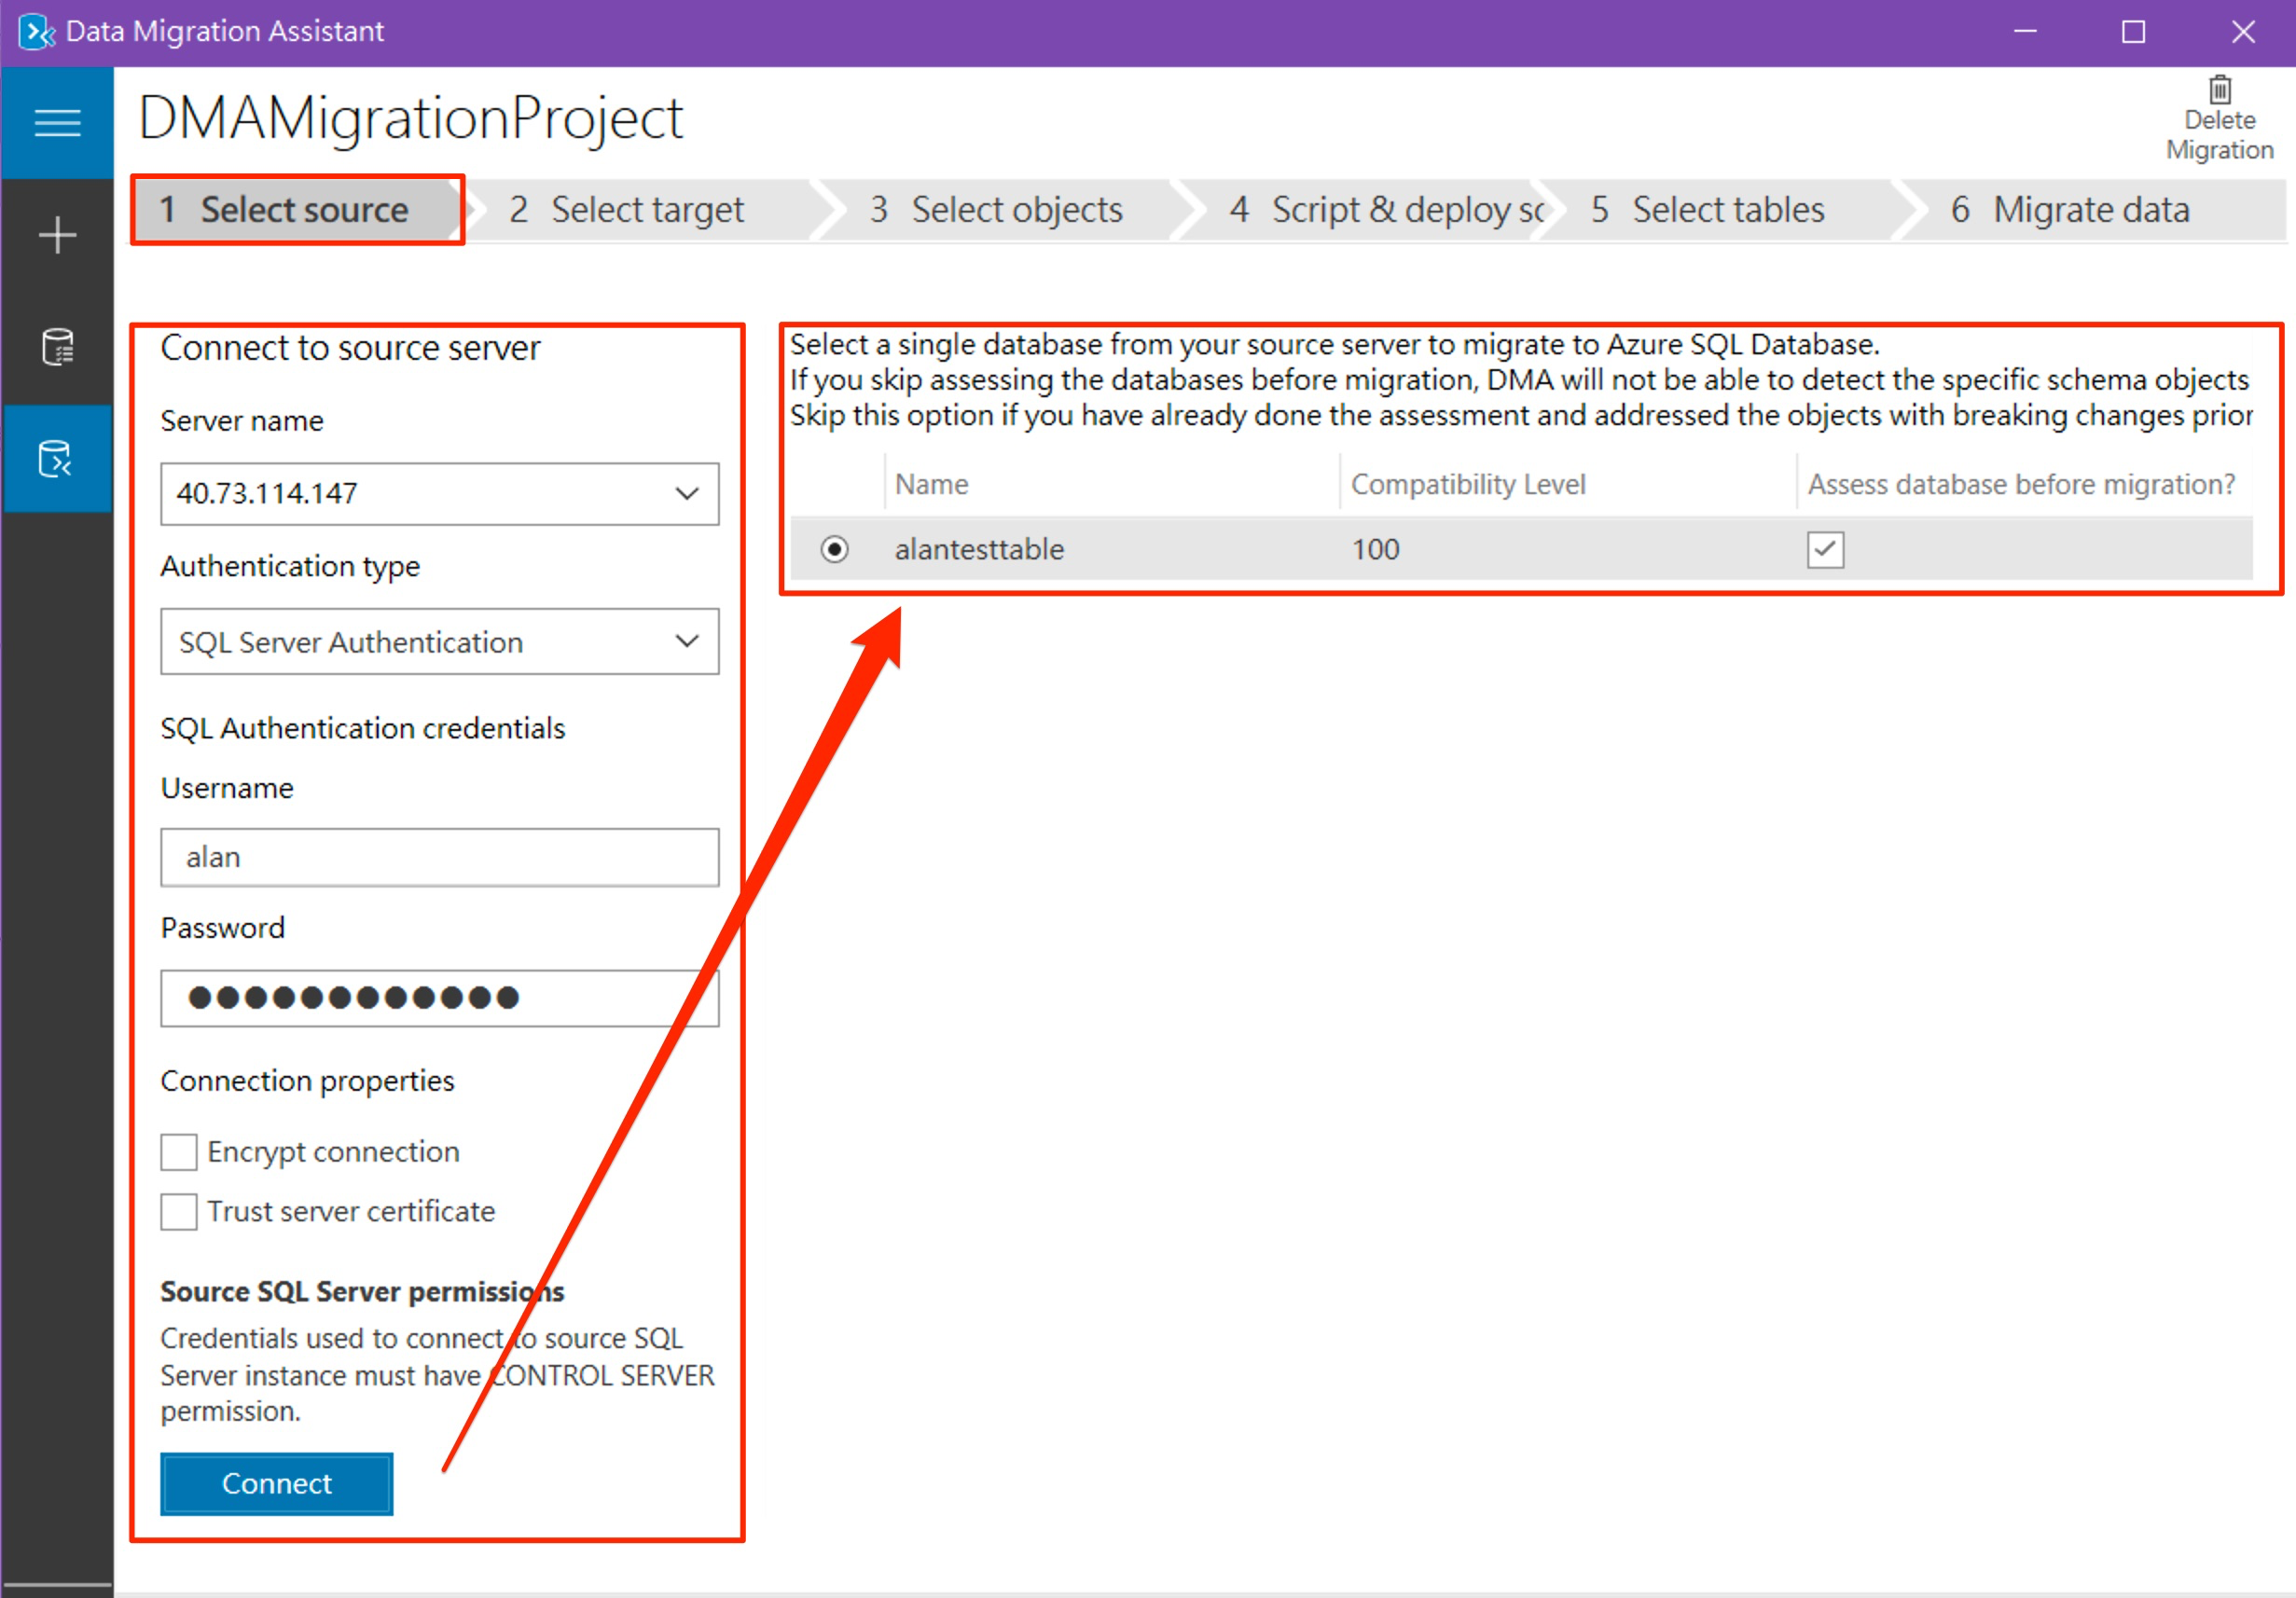 Data Migration Assistant
DMAMigrationProject
Delete
Migration
1 Select source
2 Select target
3 Select objects
4 Script & deploy sc
5 Select tables
6 Migrate data
Connect to source server
Server name
40.73.114.147
Authentication type
SQL Server Authentication
SQL Authentication credentials
Username
alan
Password
Connection properties
Encrypt connection
Trust server certificate
Source SQL Server permissions
Credentials used to connect to source SQL
Server instance must have CONTROL SERVER
permission.
Connect
Select a single database from your source server to migrate to Azure SQL Database.
If you skip assessing the databases before migration, DMA will not be able to detect the specific schema objects
Skip this option if you have already done the assessment and addressed the objects with breaking changes prior
Name Compatibility Level Assess database before migration?
alantesttable 100